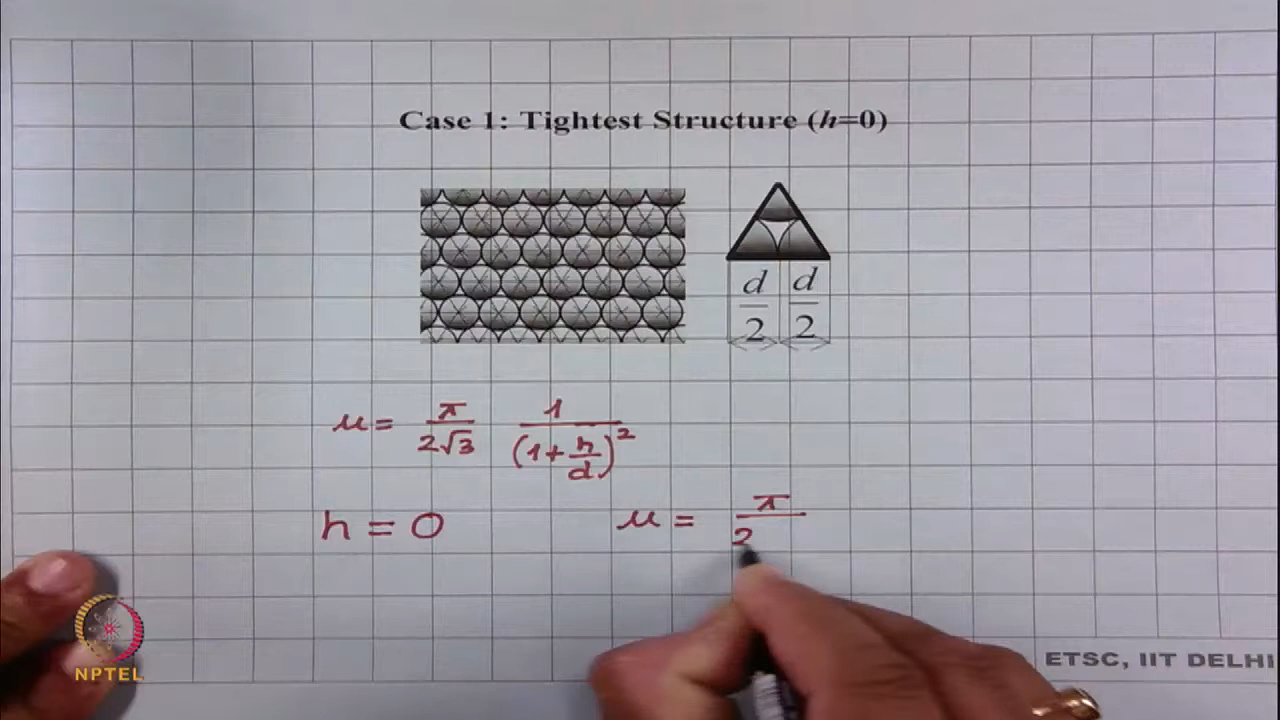 Case 1: Tightest Structure (h=0)
d/2 d/2
μ = π/(2√3) 1/(1+h/d)²
h = 0 μ = π/2
NPTEL
ETSC, IIT DELHI